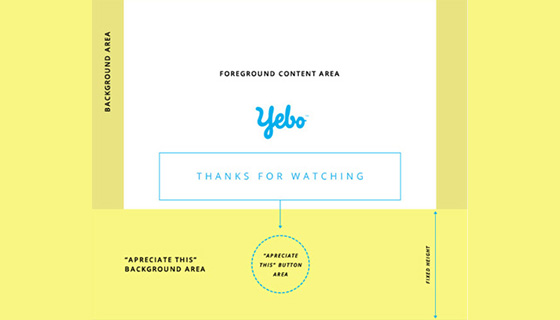 BACKGROUND AREA
FOREGROUND CONTENT AREA
Yebo
THANKS FOR WATCHING
"APRECIATE THIS"
BACKGROUND AREA
"APRECIATE
THIS" BUTTON
AREA
FIXED HEIGHT